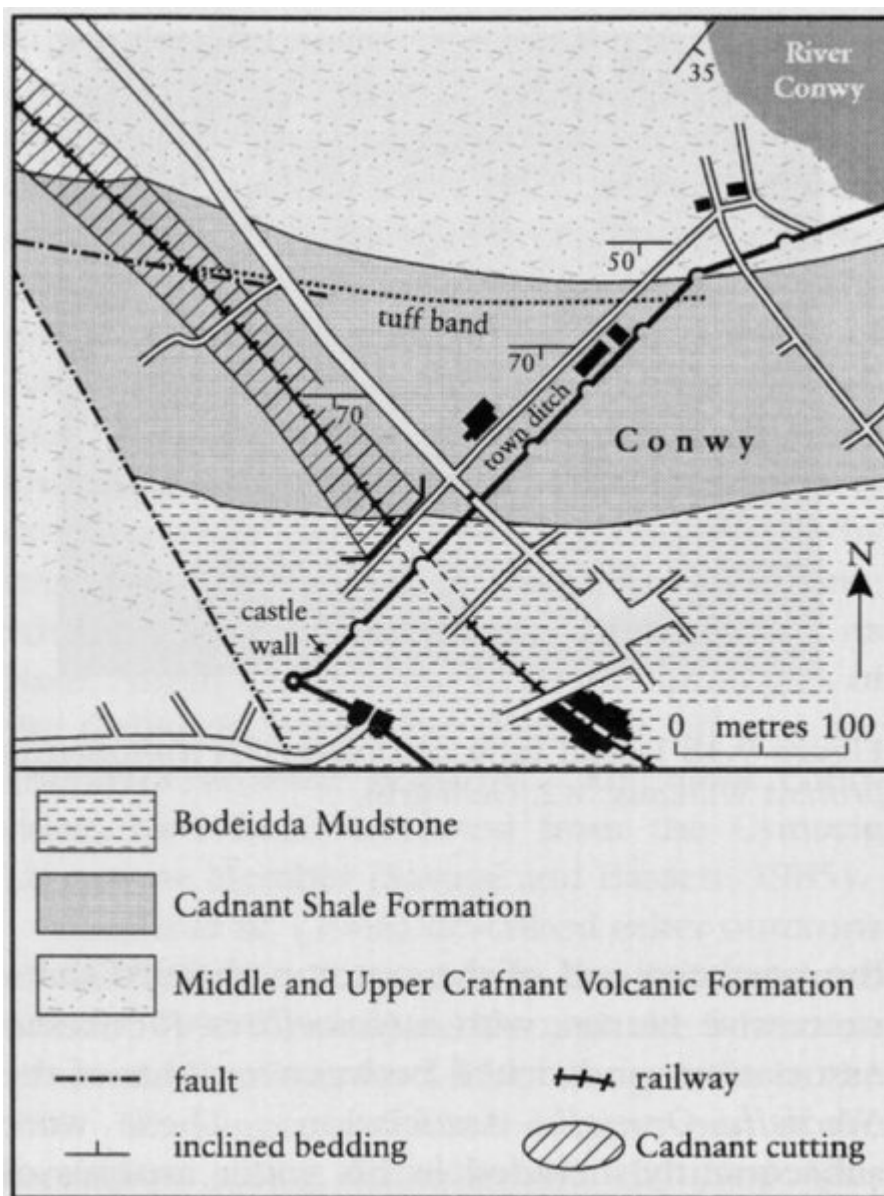 River
Conwy
35
50
tuff band
70
70
town ditch
Conwy
N
castle
wall
0 metres 100
Bodeidda Mudstone
Cadnant Shale Formation
Middle and Upper Crafnant Volcanic Formation
fault
railway
inclined bedding
Cadnant cutting